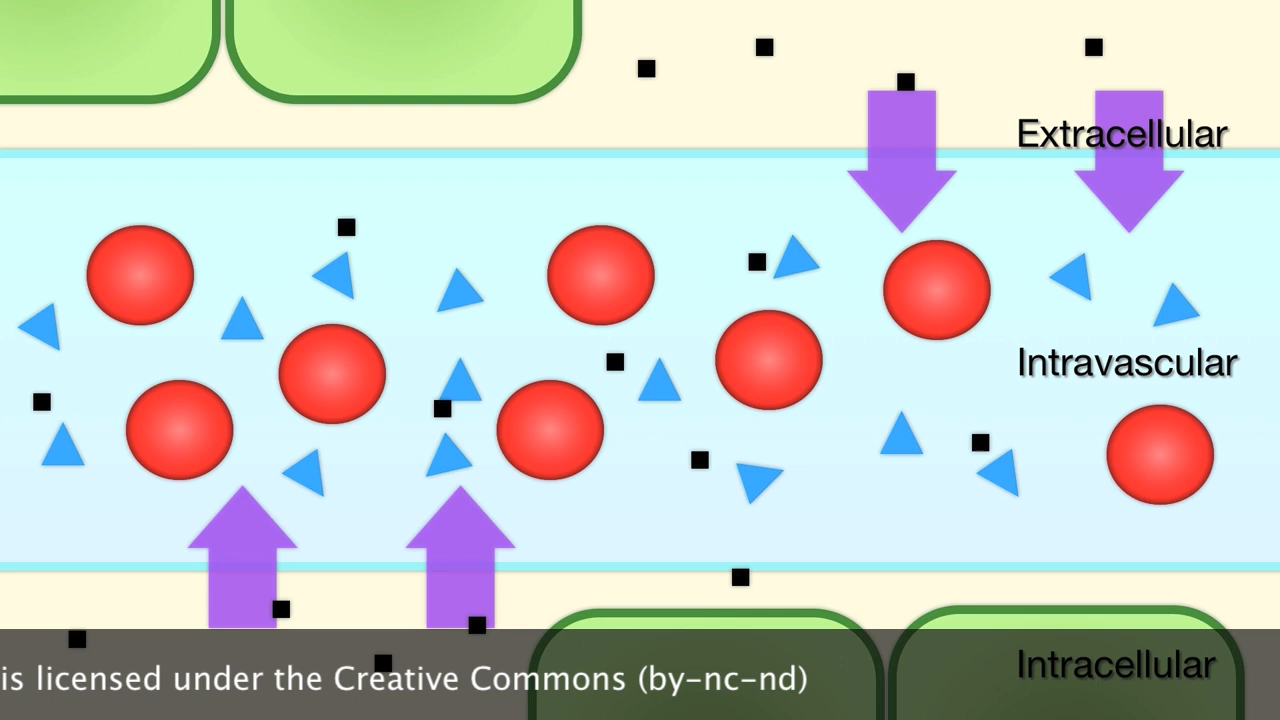 Extracellular
Intravascular
Intracellular
is licensed under the Creative Commons (by-nc-nd)